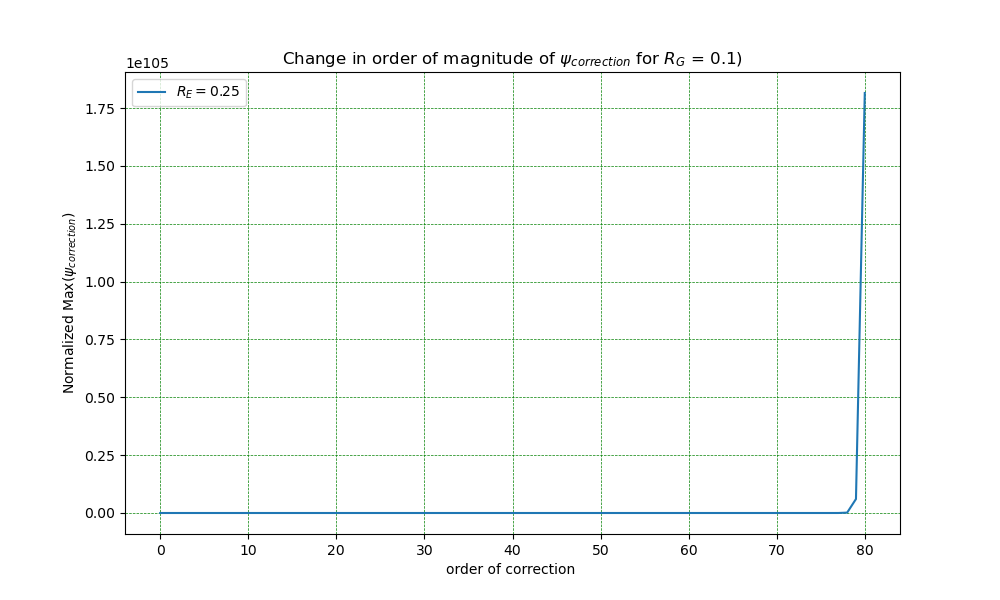 Change in order of magnitude of ψ_correction for R_G = 0.1)
1e105
R_E = 0.25
1.75
1.50
1.25
1.00
0.75
0.50
0.25
0.00
Normalized Max(ψ_correction)
0 10 20 30 40 50 60 70 80
order of correction